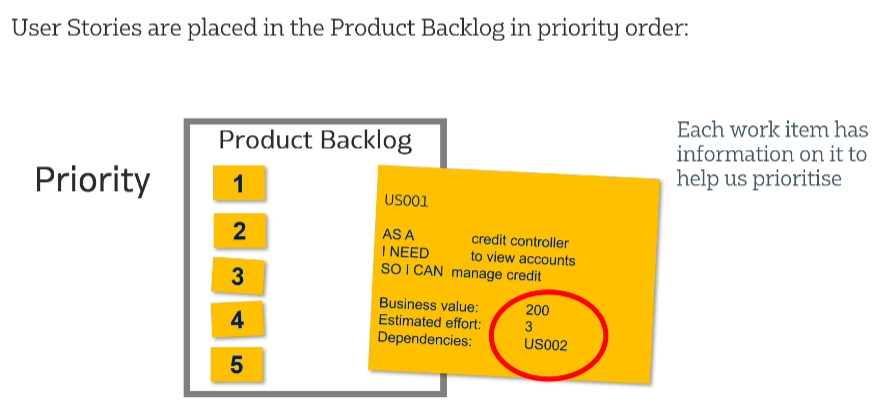 User Stories are placed in the Product Backlog in priority order:
Priority
Product Backlog
1
2
3
4
5
US001
AS A credit controller
I NEED to view accounts
SO I CAN manage credit
Business value: 200
Estimated effort: 3
Dependencies: US002
Each work item has
information on it to
help us prioritise